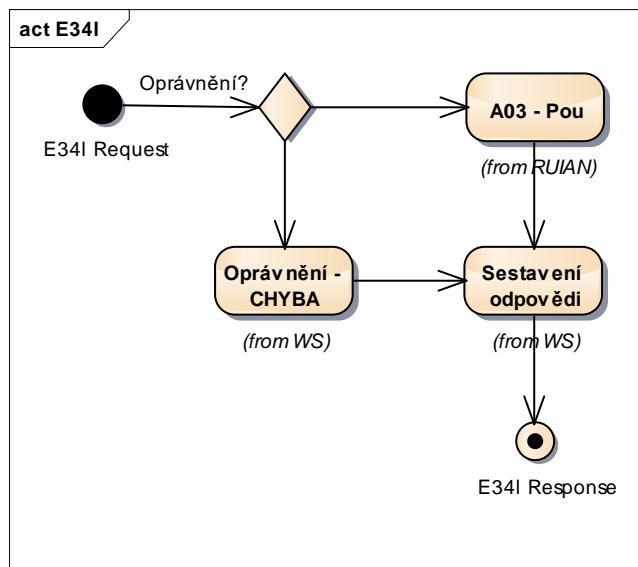 act E34I
Oprávnění?
E34I Request
A03 - Pou
(from RUIAN)
Oprávnění -
CHYBA
(from WS)
Sestavení
odpovědi
(from WS)
E34I Response